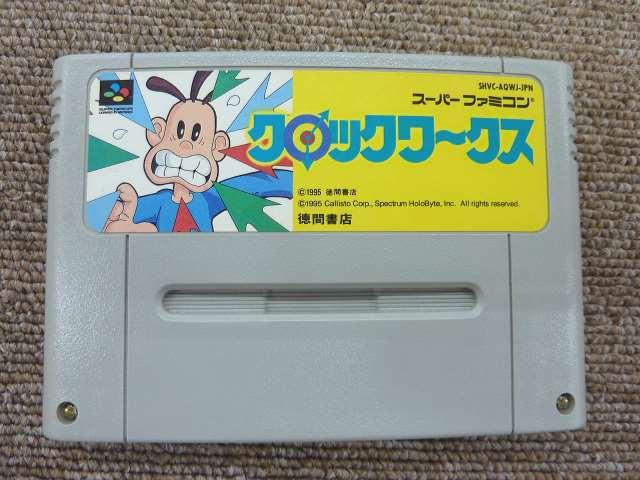 SHVC-AQWJ-JPN
スーパーファミコン®
クロックワークス
©1995 徳間書店
©1995 Callisto Corp., Spectrum HoloByte, Inc. All rights reserved.
徳間書店